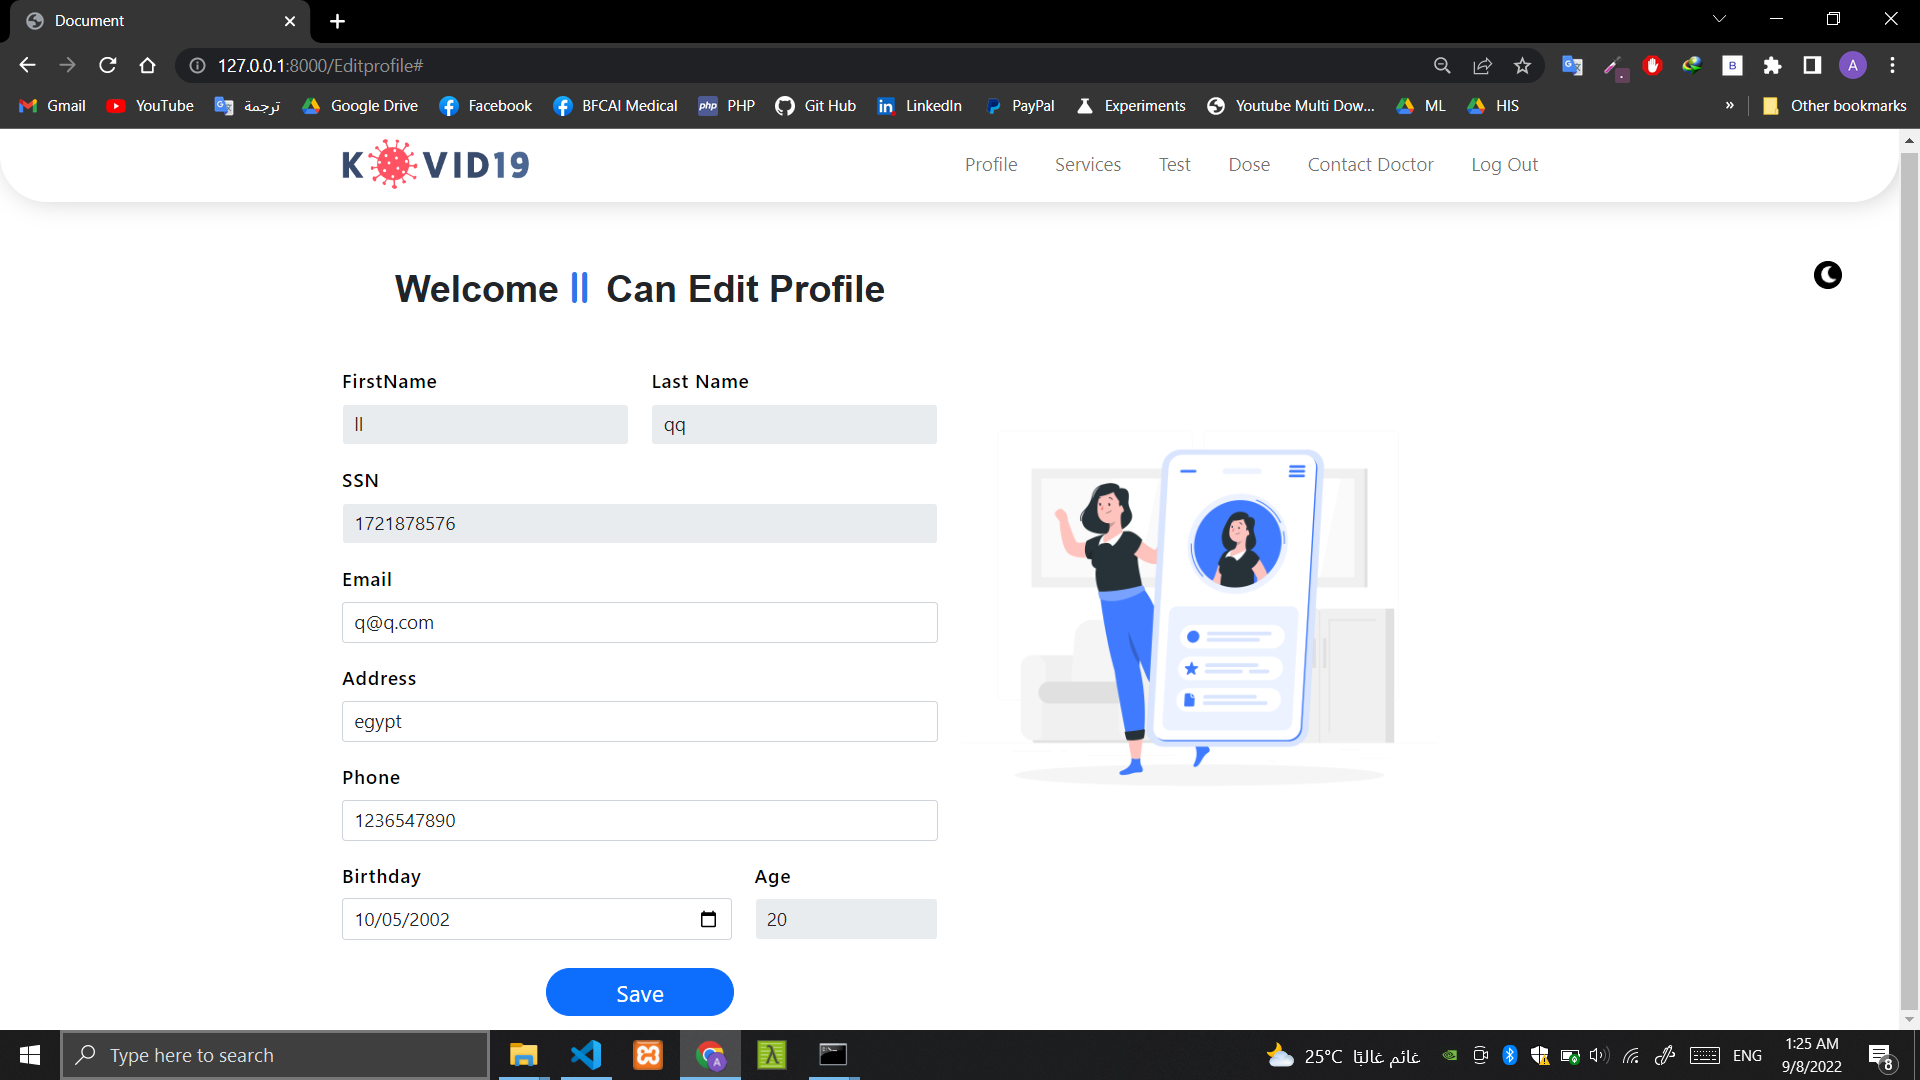 Document
127.0.0.1:8000/Editprofile#
A
Gmail YouTube ترجمة Google Drive Facebook BFCAI Medical php PHP Git Hub LinkedIn PayPal Experiments Youtube Multi Dow... ML HIS » Other bookmarks
K VID19
Profile Services Test Dose Contact Doctor Log Out
Welcome ll Can Edit Profile
FirstName Last Name
ll qq
SSN
1721878576
Email
q@q.com
Address
egypt
Phone
1236547890
Birthday Age
10/05/2002 20
Save
Type here to search
25°C غائم غالبًا
ENG
1:25 AM
9/8/2022
8